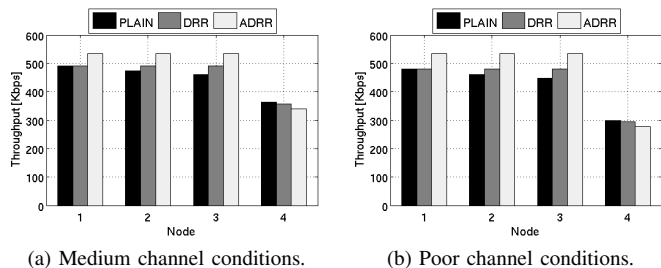 PLAIN DRR ADRR
600
500
400
300
200
100
0
Throughput [Kbps]
1 2 3 4
Node
(a) Medium channel conditions.
PLAIN DRR ADRR
600
500
400
300
200
100
0
Throughput [Kbps]
1 2 3 4
Node
(b) Poor channel conditions.